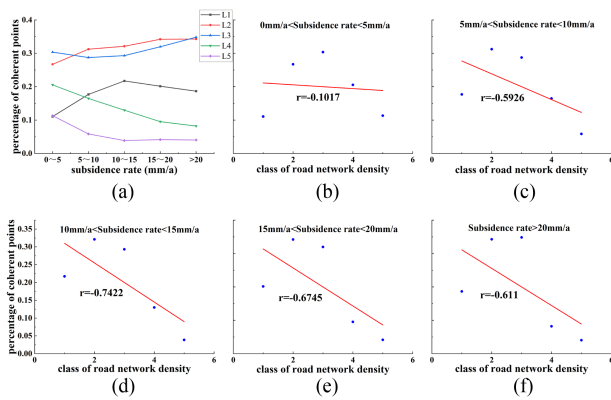 L1
L2
L3
L4
L5
percentage of coherent points
0.4
0.3
0.2
0.1
0.0
0~5
5~10
10~15
15~20
>20
subsidence rate (mm/a)
(a)
0mm/a<Subsidence rate<5mm/a
r=-0.1017
0
2
4
6
class of road network density
(b)
5mm/a<Subsidence rate<10mm/a
r=-0.5926
0
2
4
6
class of road network density
(c)
percentage of coherent points
0.35
0.30
0.25
0.20
0.15
0.10
0.05
0.00
10mm/a<Subsidence rate<15mm/a
r=-0.7422
0
2
4
6
class of road network density
(d)
15mm/a<Subsidence rate<20mm/a
r=-0.6745
0
2
4
6
class of road network density
(e)
Subsidence rate>20mm/a
r=-0.611
0
2
4
6
class of road network density
(f)